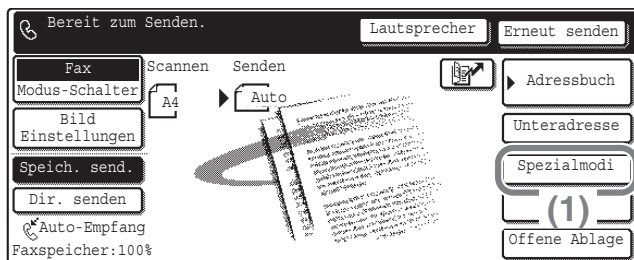 Bereit zum Senden.
Lautsprecher
Erneut senden
Fax
Modus-Schalter
Scannen
Senden
A4
Auto
Adressbuch
Bild
Einstellungen
Unteradresse
Speich. send.
Spezialmodi
Dir. senden
(1)
Auto-Empfang
Faxspeicher:100%
Offene Ablage